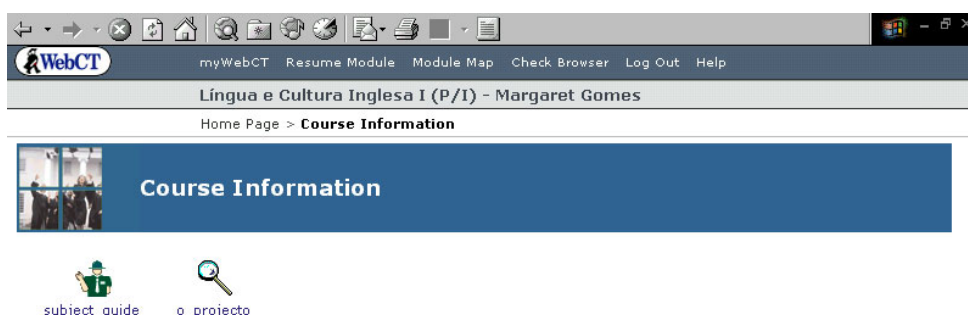 WebCT myWebCT Resume Module Module Map Check Browser Log Out Help
Língua e Cultura Inglesa I (P/I) - Margaret Gomes
Home Page > Course Information
Course Information
subject guide o projecto